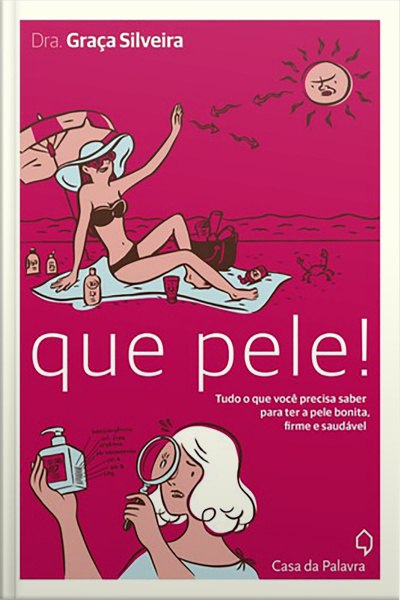 Dra. Graça Silveira
que pele!
Tudo o que você precisa saber
para ter a pele bonita,
firme e saudável
Casa da Palavra